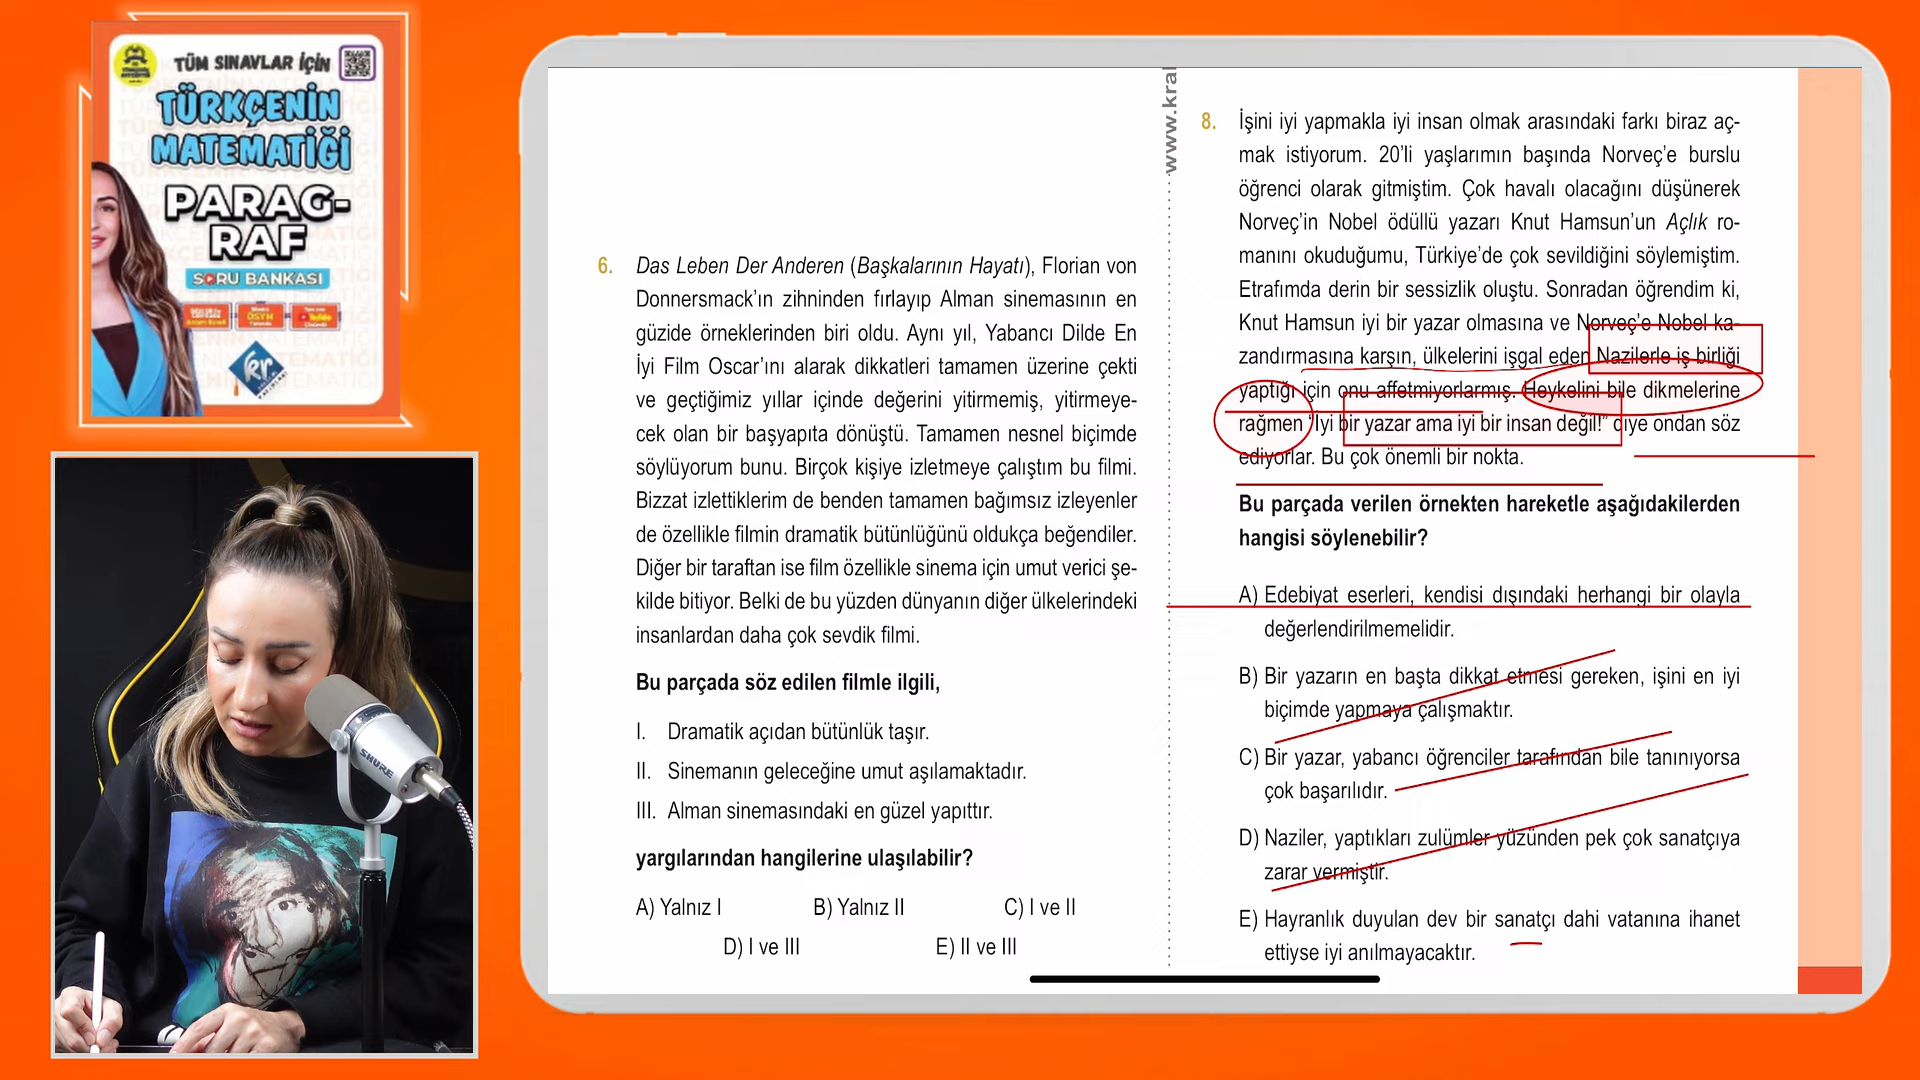 TÜM SINAVLAR İÇİN
TÜRKÇENİN
MATEMATİĞİ
PARAG-
RAF
SORU BANKASI
ÖSYM
kr
SHURE
www.kral
6. Das Leben Der Anderen (Başkalarının Hayatı), Florian von
Donnersmack’ın zihninden fırlayıp Alman sinemasının en
güzide örneklerinden biri oldu. Aynı yıl, Yabancı Dilde En
İyi Film Oscar’ını alarak dikkatleri tamamen üzerine çekti
ve geçtiğimiz yıllar içinde değerini yitirmemiş, yitirmeye-
cek olan bir başyapıta dönüştü. Tamamen nesnel biçimde
söylüyorum bunu. Birçok kişiye izletmeye çalıştım bu filmi.
Bizzat izlettiklerim de benden tamamen bağımsız izleyenler
de özellikle filmin dramatik bütünlüğünü oldukça beğendiler.
Diğer bir taraftan ise film özellikle sinema için umut verici şe-
kilde bitiyor. Belki de bu yüzden dünyanın diğer ülkelerindeki
insanlardan daha çok sevdik filmi.
Bu parçada söz edilen filmle ilgili,
I. Dramatik açıdan bütünlük taşır.
II. Sinemanın geleceğine umut aşılamaktadır.
III. Alman sinemasındaki en güzel yapıttır.
yargılarından hangilerine ulaşılabilir?
A) Yalnız I B) Yalnız II C) I ve II
D) I ve III E) II ve III
8. İşini iyi yapmakla iyi insan olmak arasındaki farkı biraz aç-
mak istiyorum. 20’li yaşlarımın başında Norveç’e burslu
öğrenci olarak gitmiştim. Çok havalı olacağını düşünerek
Norveç’in Nobel ödüllü yazarı Knut Hamsun’un Açlık ro-
manını okuduğumu, Türkiye’de çok sevildiğini söylemiştim.
Etrafımda derin bir sessizlik oluştu. Sonradan öğrendim ki,
Knut Hamsun iyi bir yazar olmasına ve Norveç’e Nobel ka-
zandırmasına karşın, ülkelerini işgal eden Nazilerle iş birliği
yaptığı için onu affetmiyorlarmış. Heykelini bile dikmelerine
rağmen “İyi bir yazar ama iyi bir insan değil!” diye ondan söz
ediyorlar. Bu çok önemli bir nokta.
Bu parçada verilen örnekten hareketle aşağıdakilerden
hangisi söylenebilir?
A) Edebiyat eserleri, kendisi dışındaki herhangi bir olayla
değerlendirilmemelidir.
B) Bir yazarın en başta dikkat etmesi gereken, işini en iyi
biçimde yapmaya çalışmaktır.
C) Bir yazar, yabancı öğrenciler tarafından bile tanınıyorsa
çok başarılıdır.
D) Naziler, yaptıkları zulümler yüzünden pek çok sanatçıya
zarar vermiştir.
E) Hayranlık duyulan dev bir sanatçı dahi vatanına ihanet
ettiyse iyi anılmayacaktır.